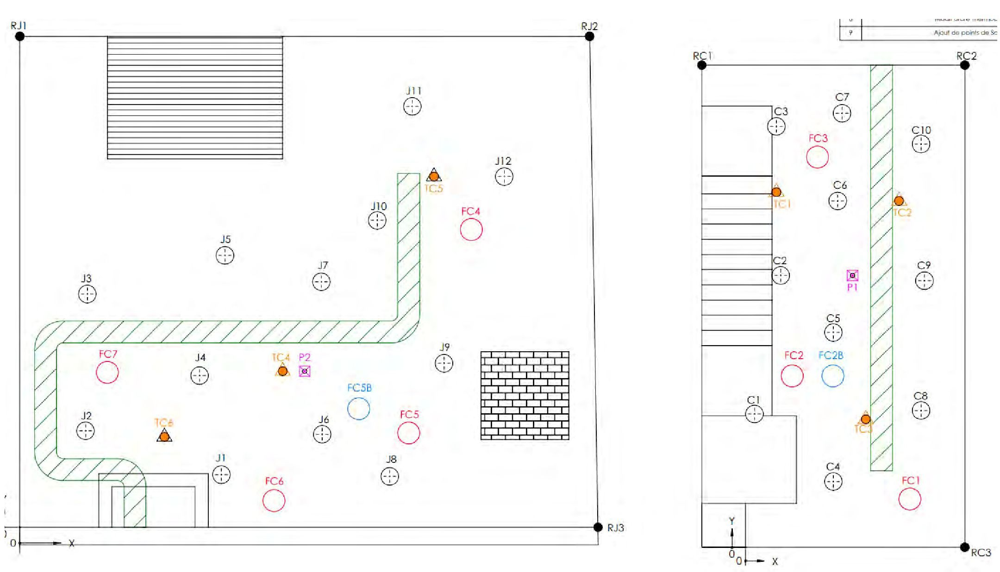 RJ1
RJ2
9 Ajout de points de So
RC1
RC2
J11
C7
C3
C10
FC3
J12
TC5
C6
TC1
TC2
J10
FC4
J5
C2
C9
J7
J3
P1
C5
J9
FC7
J4
TC4
P2
FC2
FC2B
FC5B
C8
C1
FC5
J2
TC6
J6
TC3
J1
J8
C4
FC6
FC1
Y
RJ3
0
X
0
RC3
0
X